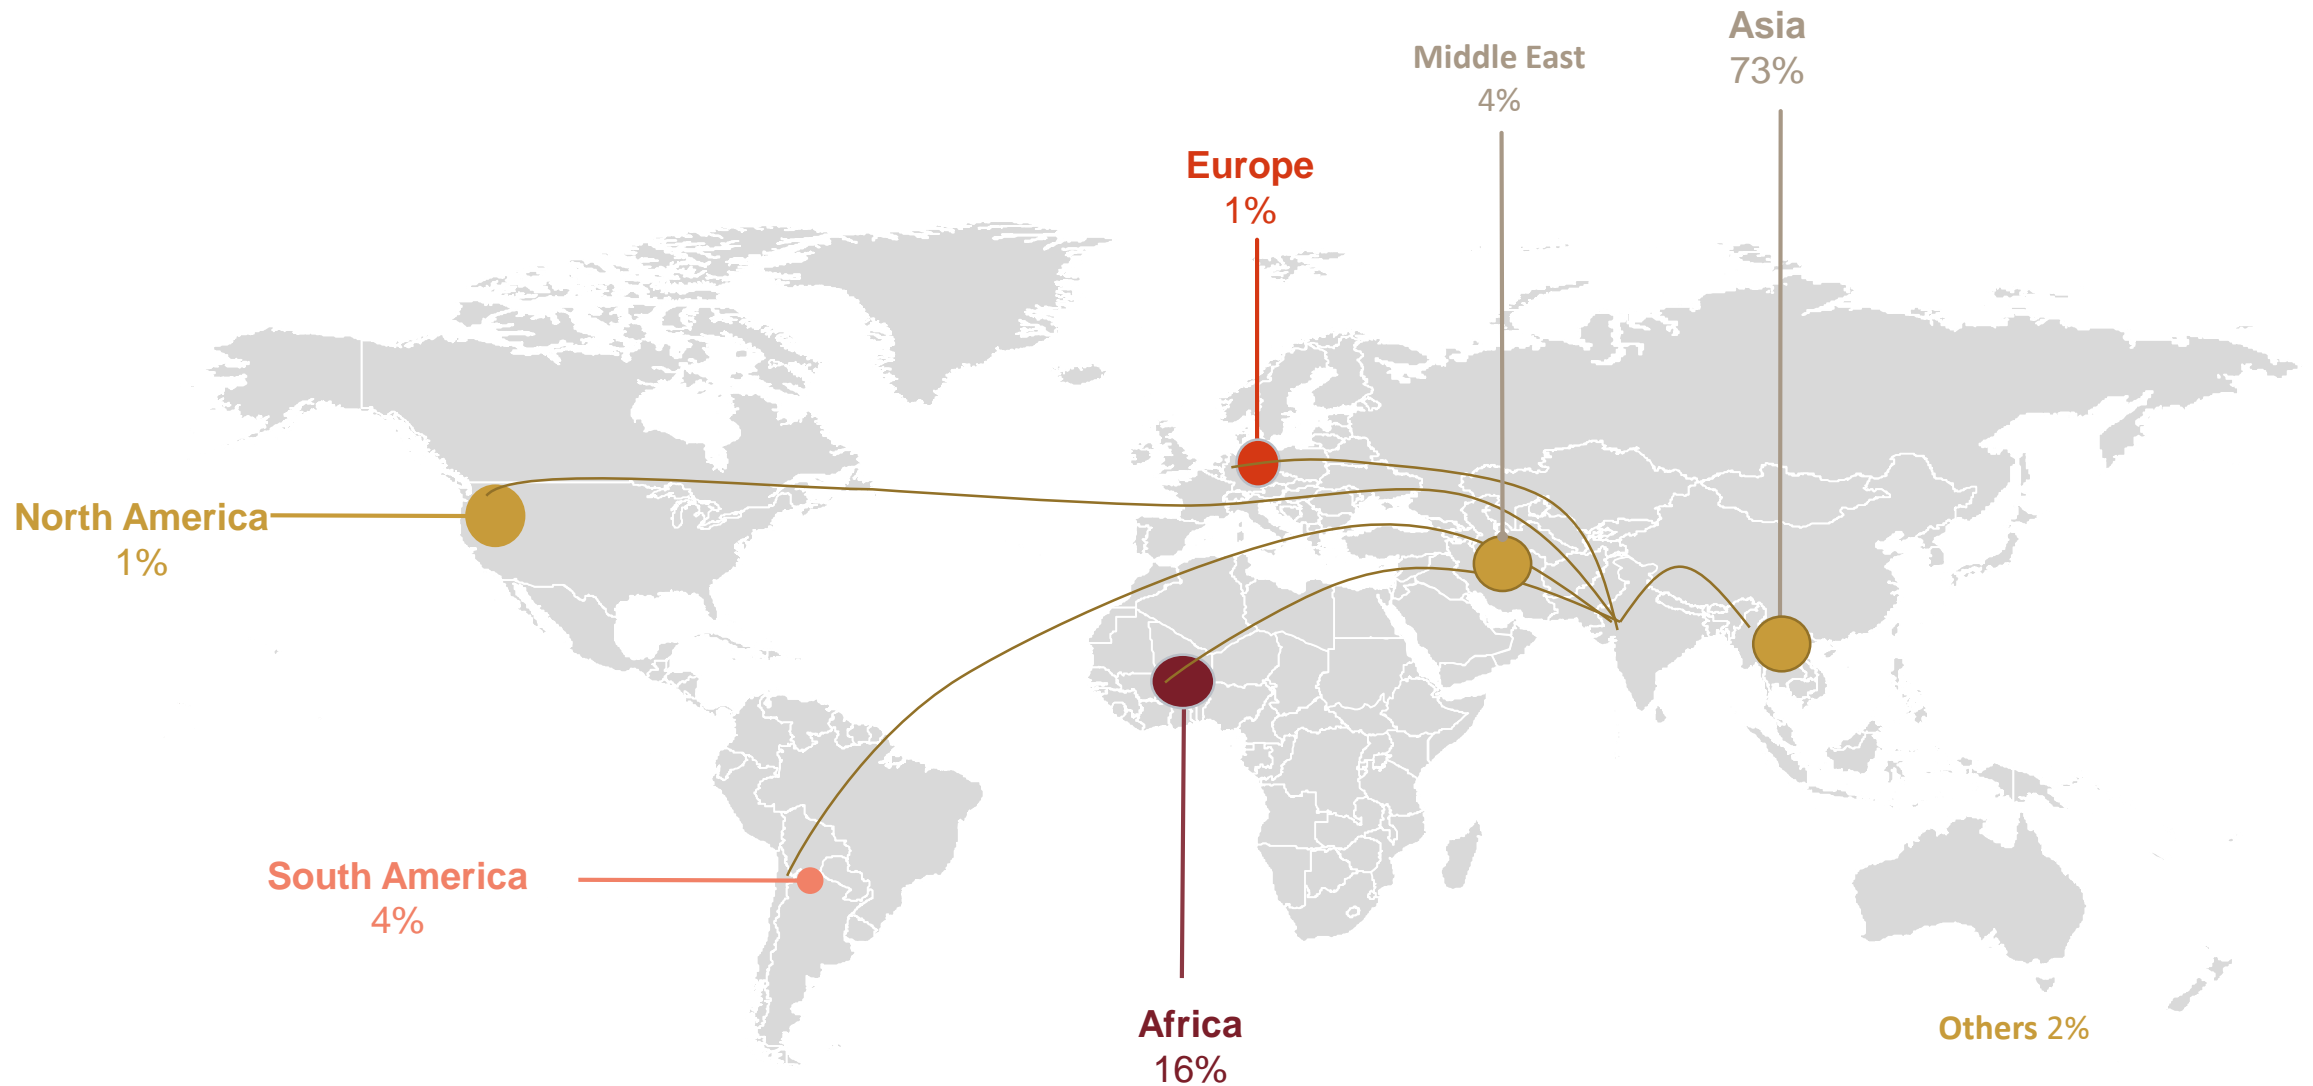 Asia
73%
Middle East
4%
Europe
1%
North America
1%
South America
4%
Africa
16%
Others 2%